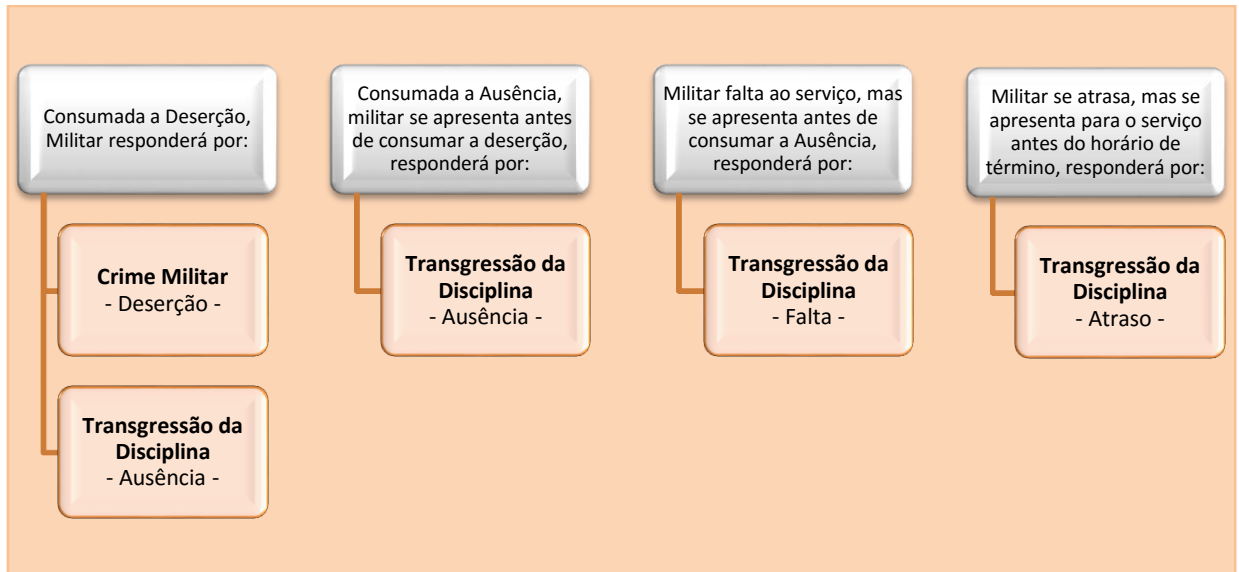 Consumada a Deserção,
Militar responderá por:
Crime Militar
- Deserção -
Transgressão da
Disciplina
- Ausência -
Consumada a Ausência,
militar se apresenta antes
de consumar a deserção,
responderá por:
Transgressão da
Disciplina
- Ausência -
Militar falta ao serviço, mas
se apresenta antes de
consumar a Ausência,
responderá por:
Transgressão da
Disciplina
- Falta -
Militar se atrasa, mas se
apresenta para o serviço
antes do horário de
término, responderá por:
Transgressão da
Disciplina
- Atraso -